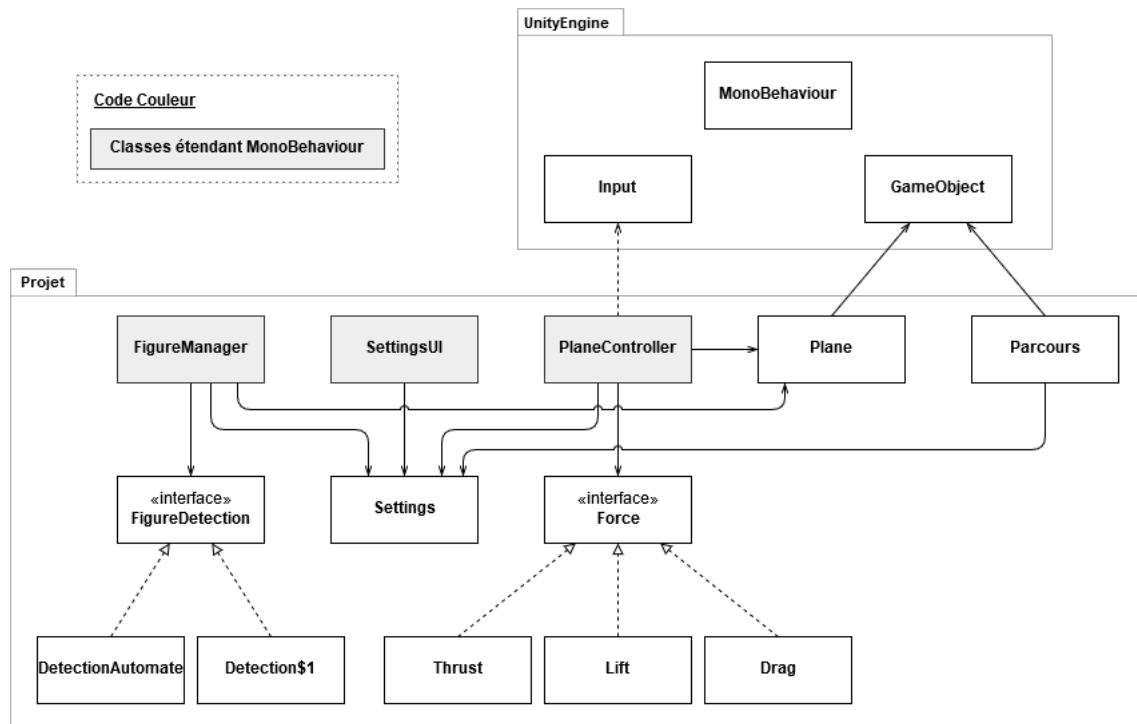 UnityEngine
Code Couleur
Classes étendant MonoBehaviour
MonoBehaviour
Input
GameObject
Projet
FigureManager
SettingsUI
PlaneController
Plane
Parcours
«interface»
FigureDetection
Settings
«interface»
Force
DetectionAutomate
Detection$1
Thrust
Lift
Drag